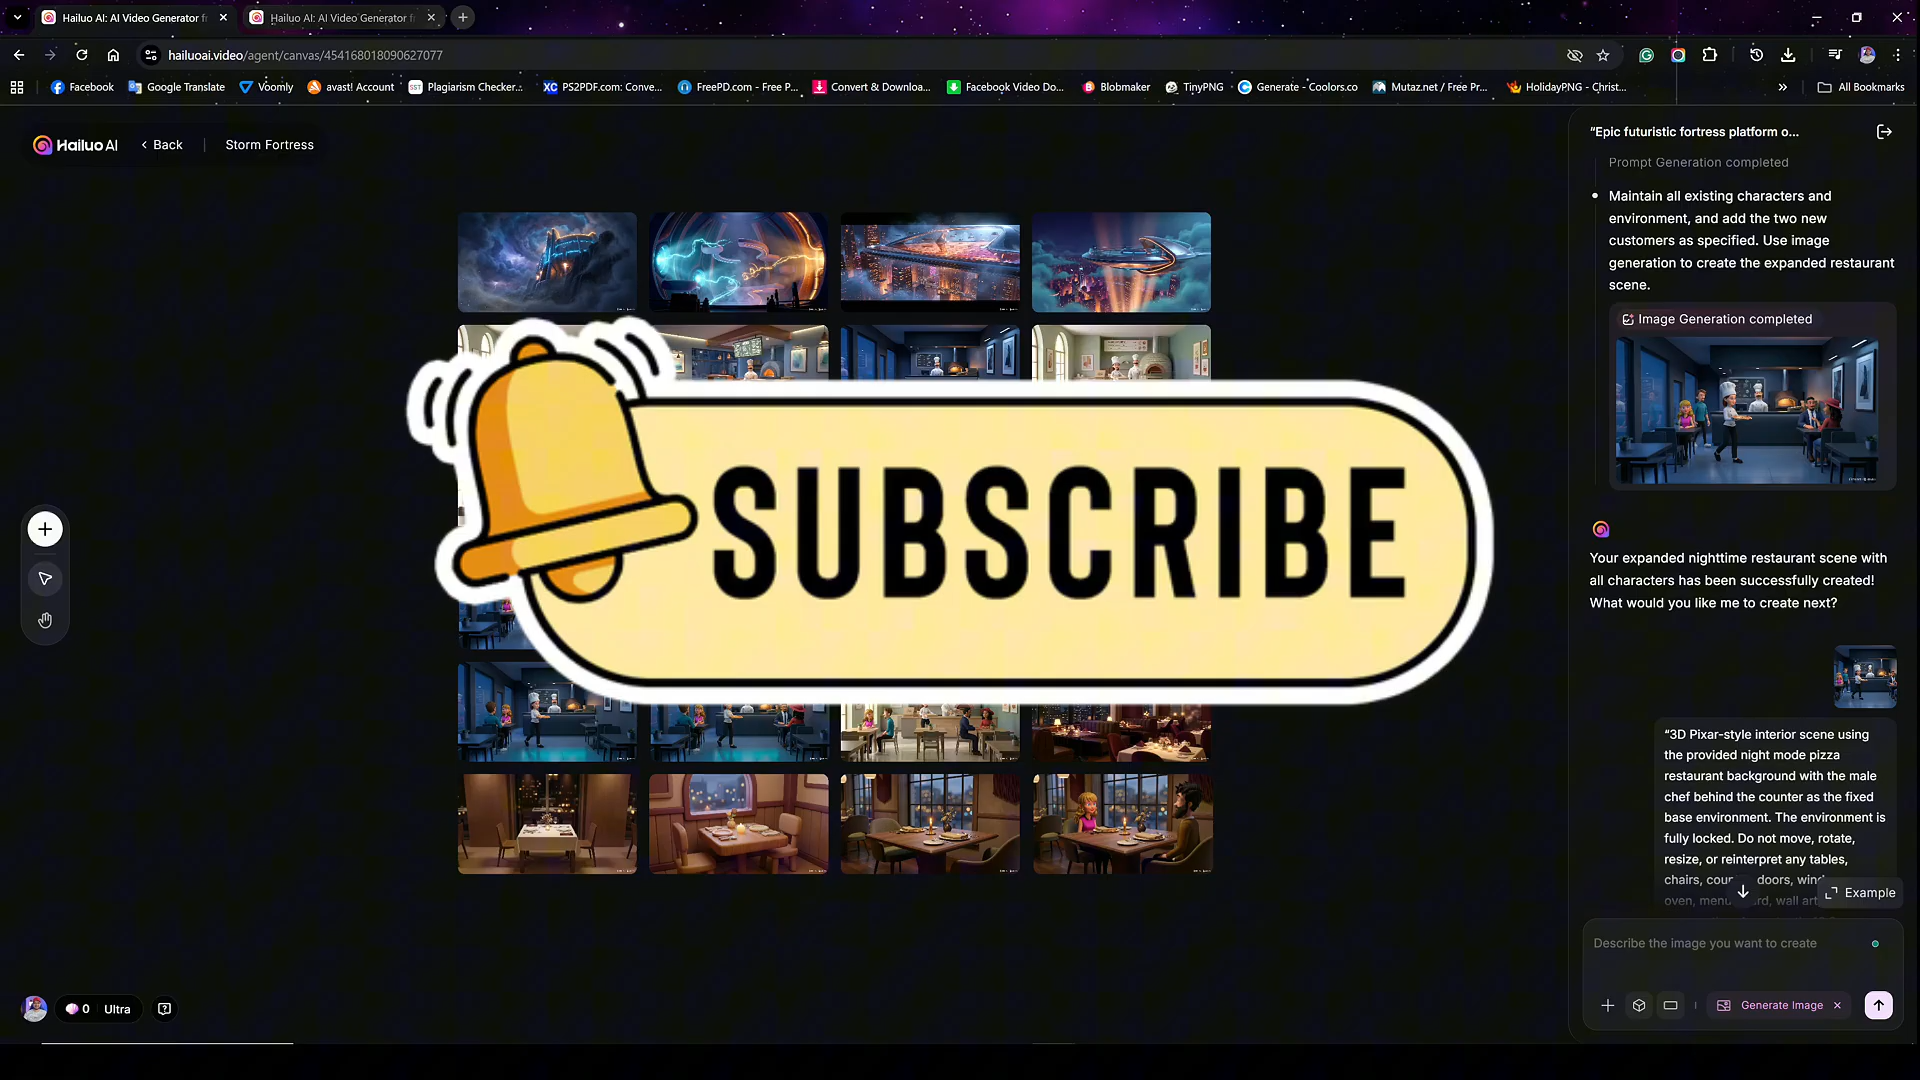 Hailuo AI: AI Video Generator f
Hailuo AI: AI Video Generator f
hailuoai.video/agent/canvas/454168018090627077
Facebook
Google Translate
Voomly
avast! Account
Plagiarism Checker...
PS2PDF.com: Conve...
FreePD.com - Free P...
Convert & Downloa...
Facebook Video Do...
Blobmaker
TinyPNG
Generate - Coolors.co
Mutaz.net / Free Pr...
HolidayPNG - Christ...
All Bookmarks
Hailuo AI
Back
Storm Fortress
SUBSCRIBE
0 Ultra
"Epic futuristic fortress platform o...
Prompt Generation completed
Maintain all existing characters and
environment, and add the two new
customers as specified. Use image
generation to create the expanded restaurant
scene.
Image Generation completed
Your expanded nighttime restaurant scene with
all characters has been successfully created!
What would you like me to create next?
"3D Pixar-style interior scene using
the provided night mode pizza
restaurant background with the male
chef behind the counter as the fixed
base environment. The environment is
fully locked. Do not move, rotate,
resize, or reinterpret any tables,
chairs, doors,
oven, wall
Example
Describe the image you want to create
Generate Image